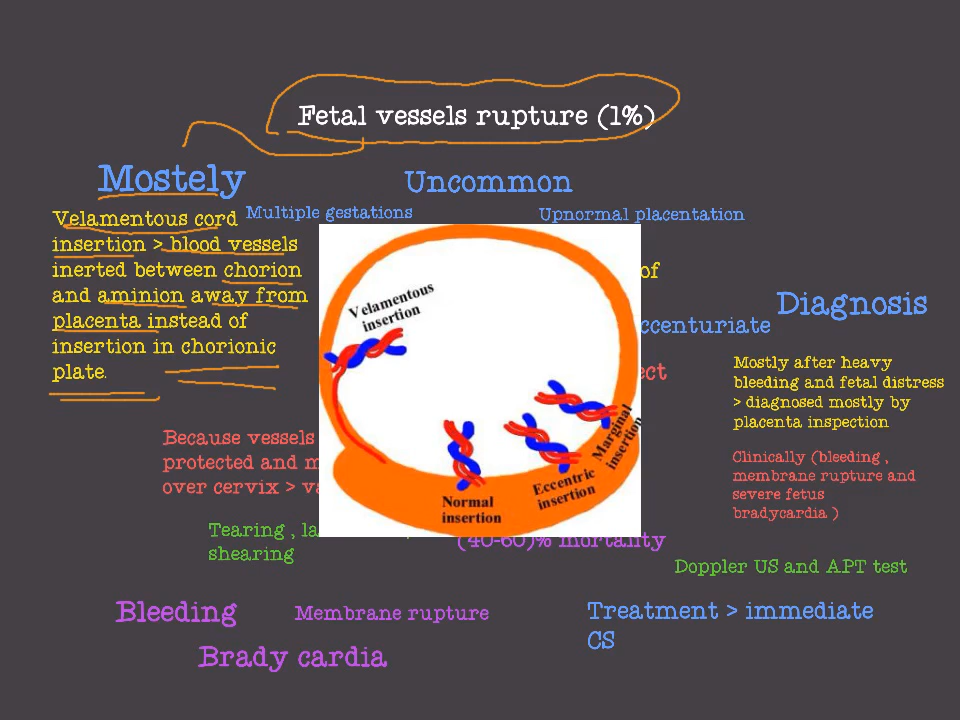 Fetal vessels rupture (1%)
Mostely
Uncommon
Velamentous cord
insertion > blood vessels
inerted between chorion
and aminion away from
placenta instead of
insertion in chorionic
plate.
Multiple gestations
Upnormal placentation
of
Velamentous
insertion
Normal
insertion
Eccentric
insertion
Marginal
insertion
Diagnosis
Mostly after heavy
bleeding and fetal distress
> diagnosed mostly by
placenta inspection
Clinically (bleeding ,
membrane rupture and
severe fetus
bradycardia )
Because vessels
protected and
over cervix >
Tearing ,
shearing
(40-60)% mortality
Doppler US and APT test
Bleeding
Membrane rupture
Brady cardia
Treatment > immediate
CS